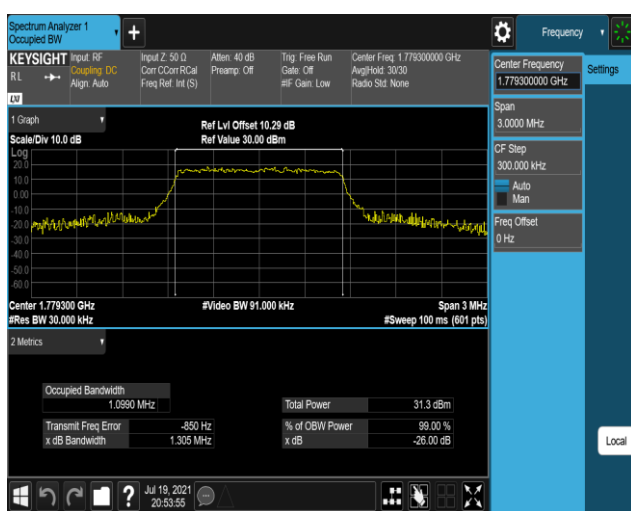 Spectrum Analyzer 1
Occupied BW
+
Frequency
KEYSIGHT
Input: RF
Coupling: DC
Align: Auto
Input Z: 50 Ω
Corr CCorr RCal
Freq Ref: Int (S)
Atten: 40 dB
Preamp: Off
Trig: Free Run
Gate: Off
#IF Gain: Low
Center Freq: 1.779300000 GHz
Avg|Hold: 30/30
Radio Std: None
RL
LXI
Center Frequency
1.779300000 GHz
Settings
Span
3.0000 MHz
CF Step
300.000 kHz
Auto
Man
Freq Offset
0 Hz
1 Graph
Scale/Div 10.0 dB
Ref Lvl Offset 10.29 dB
Ref Value 30.00 dBm
Log
20.0
10.0
0.00
-10.0
-20.0
-30.0
-40.0
-50.0
-60.0
Center 1.779300 GHz
#Res BW 30.000 kHz
#Video BW 91.000 kHz
Span 3 MHz
#Sweep 100 ms (601 pts)
2 Metrics
Occupied Bandwidth
1.0990 MHz
Total Power 31.3 dBm
Transmit Freq Error -850 Hz
% of OBW Power 99.00 %
x dB Bandwidth 1.305 MHz
x dB -26.00 dB
Local
?
Jul 19, 2021
20:53:55